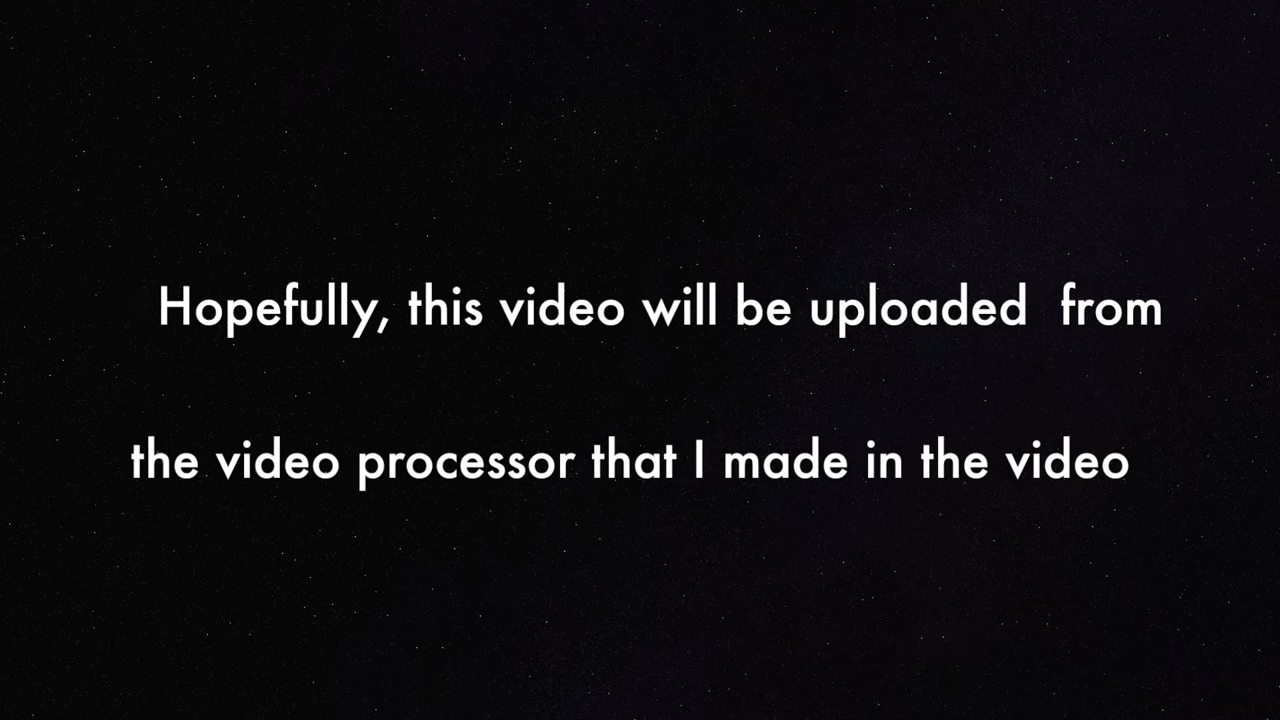 Hopefully, this video will be uploaded  from
the video processor that I made in the video